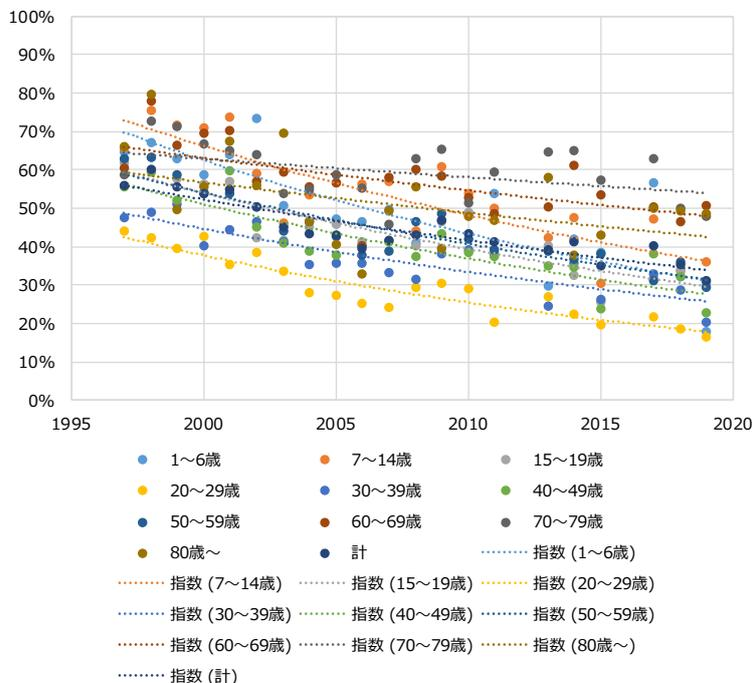 100%
90%
80%
70%
60%
50%
40%
30%
20%
10%
0%
1995 2000 2005 2010 2015 2020
1～6歳 7～14歳 15～19歳
20～29歳 30～39歳 40～49歳
50～59歳 60～69歳 70～79歳
80歳～ 計 指数 (1～6歳)
指数 (7～14歳) 指数 (15～19歳) 指数 (20～29歳)
指数 (30～39歳) 指数 (40～49歳) 指数 (50～59歳)
指数 (60～69歳) 指数 (70～79歳) 指数 (80歳～)
指数 (計)